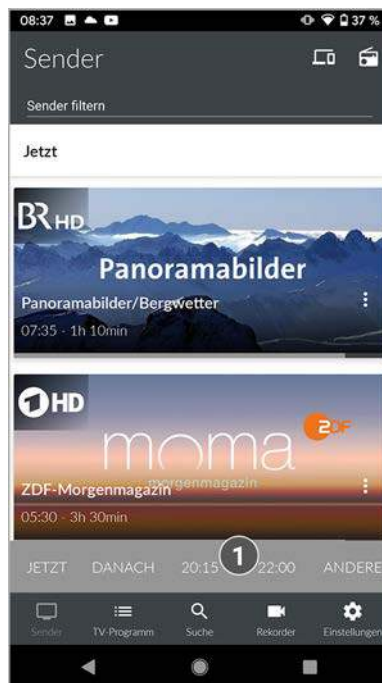 08:37 37 %
Sender
Sender filtern
Jetzt
BR HD
Panoramabilder
Panoramabilder/Bergwetter
07:35 - 1h 10min
1 HD
ZDF
moma
morgenmagazin
ZDF-Morgenmagazin
05:30 - 3h 30min
JETZT DANACH 20:15 1 22:00 ANDERE
Sender TV-Programm Suche Rekorder Einstellungen